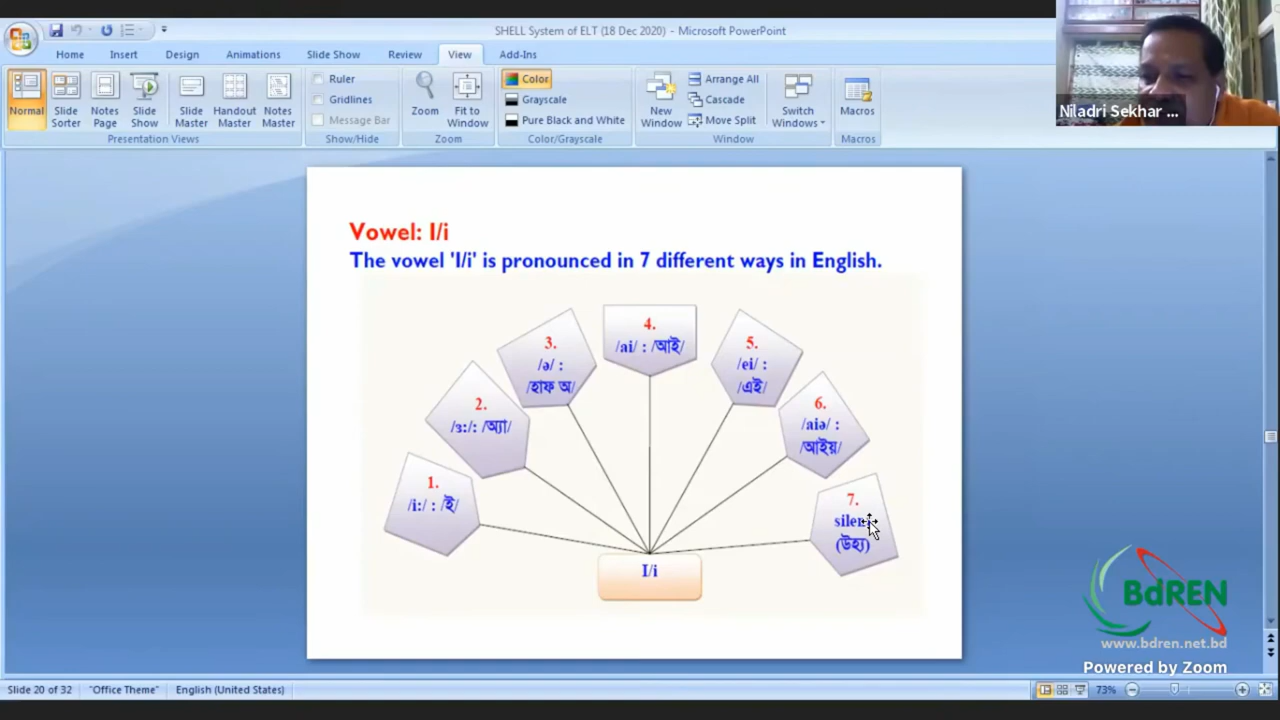 SHELL System of ELT (18 Dec 2020) - Microsoft PowerPoint
Home Insert Design Animations Slide Show Review View Add-Ins
Normal
Slide Sorter
Notes Page
Slide Show
Slide Master
Handout Master
Notes Master
Presentation Views
Ruler
Gridlines
Message Bar
Show/Hide
Zoom
Fit to Window
Zoom
Color
Grayscale
Pure Black and White
Color/Grayscale
New Window
Arrange All
Cascade
Move Split
Switch Windows
Window
Macros
Macros
Niladri Sekhar ...
Vowel: I/i
The vowel 'I/i' is pronounced in 7 different ways in English.
1.
/i:/ : /ই/
2.
/ɜ:/: /অ্যা/
3.
/ə/ :
/হাফ অ/
4.
/ai/ : /আই/
5.
/ei/ :
/এই/
6.
/aiə/ :
/আইয়/
7.
silent
(উহ্য)
I/i
BdREN
www.bdren.net.bd
Powered by Zoom
Slide 20 of 32 "Office Theme" English (United States) 73%